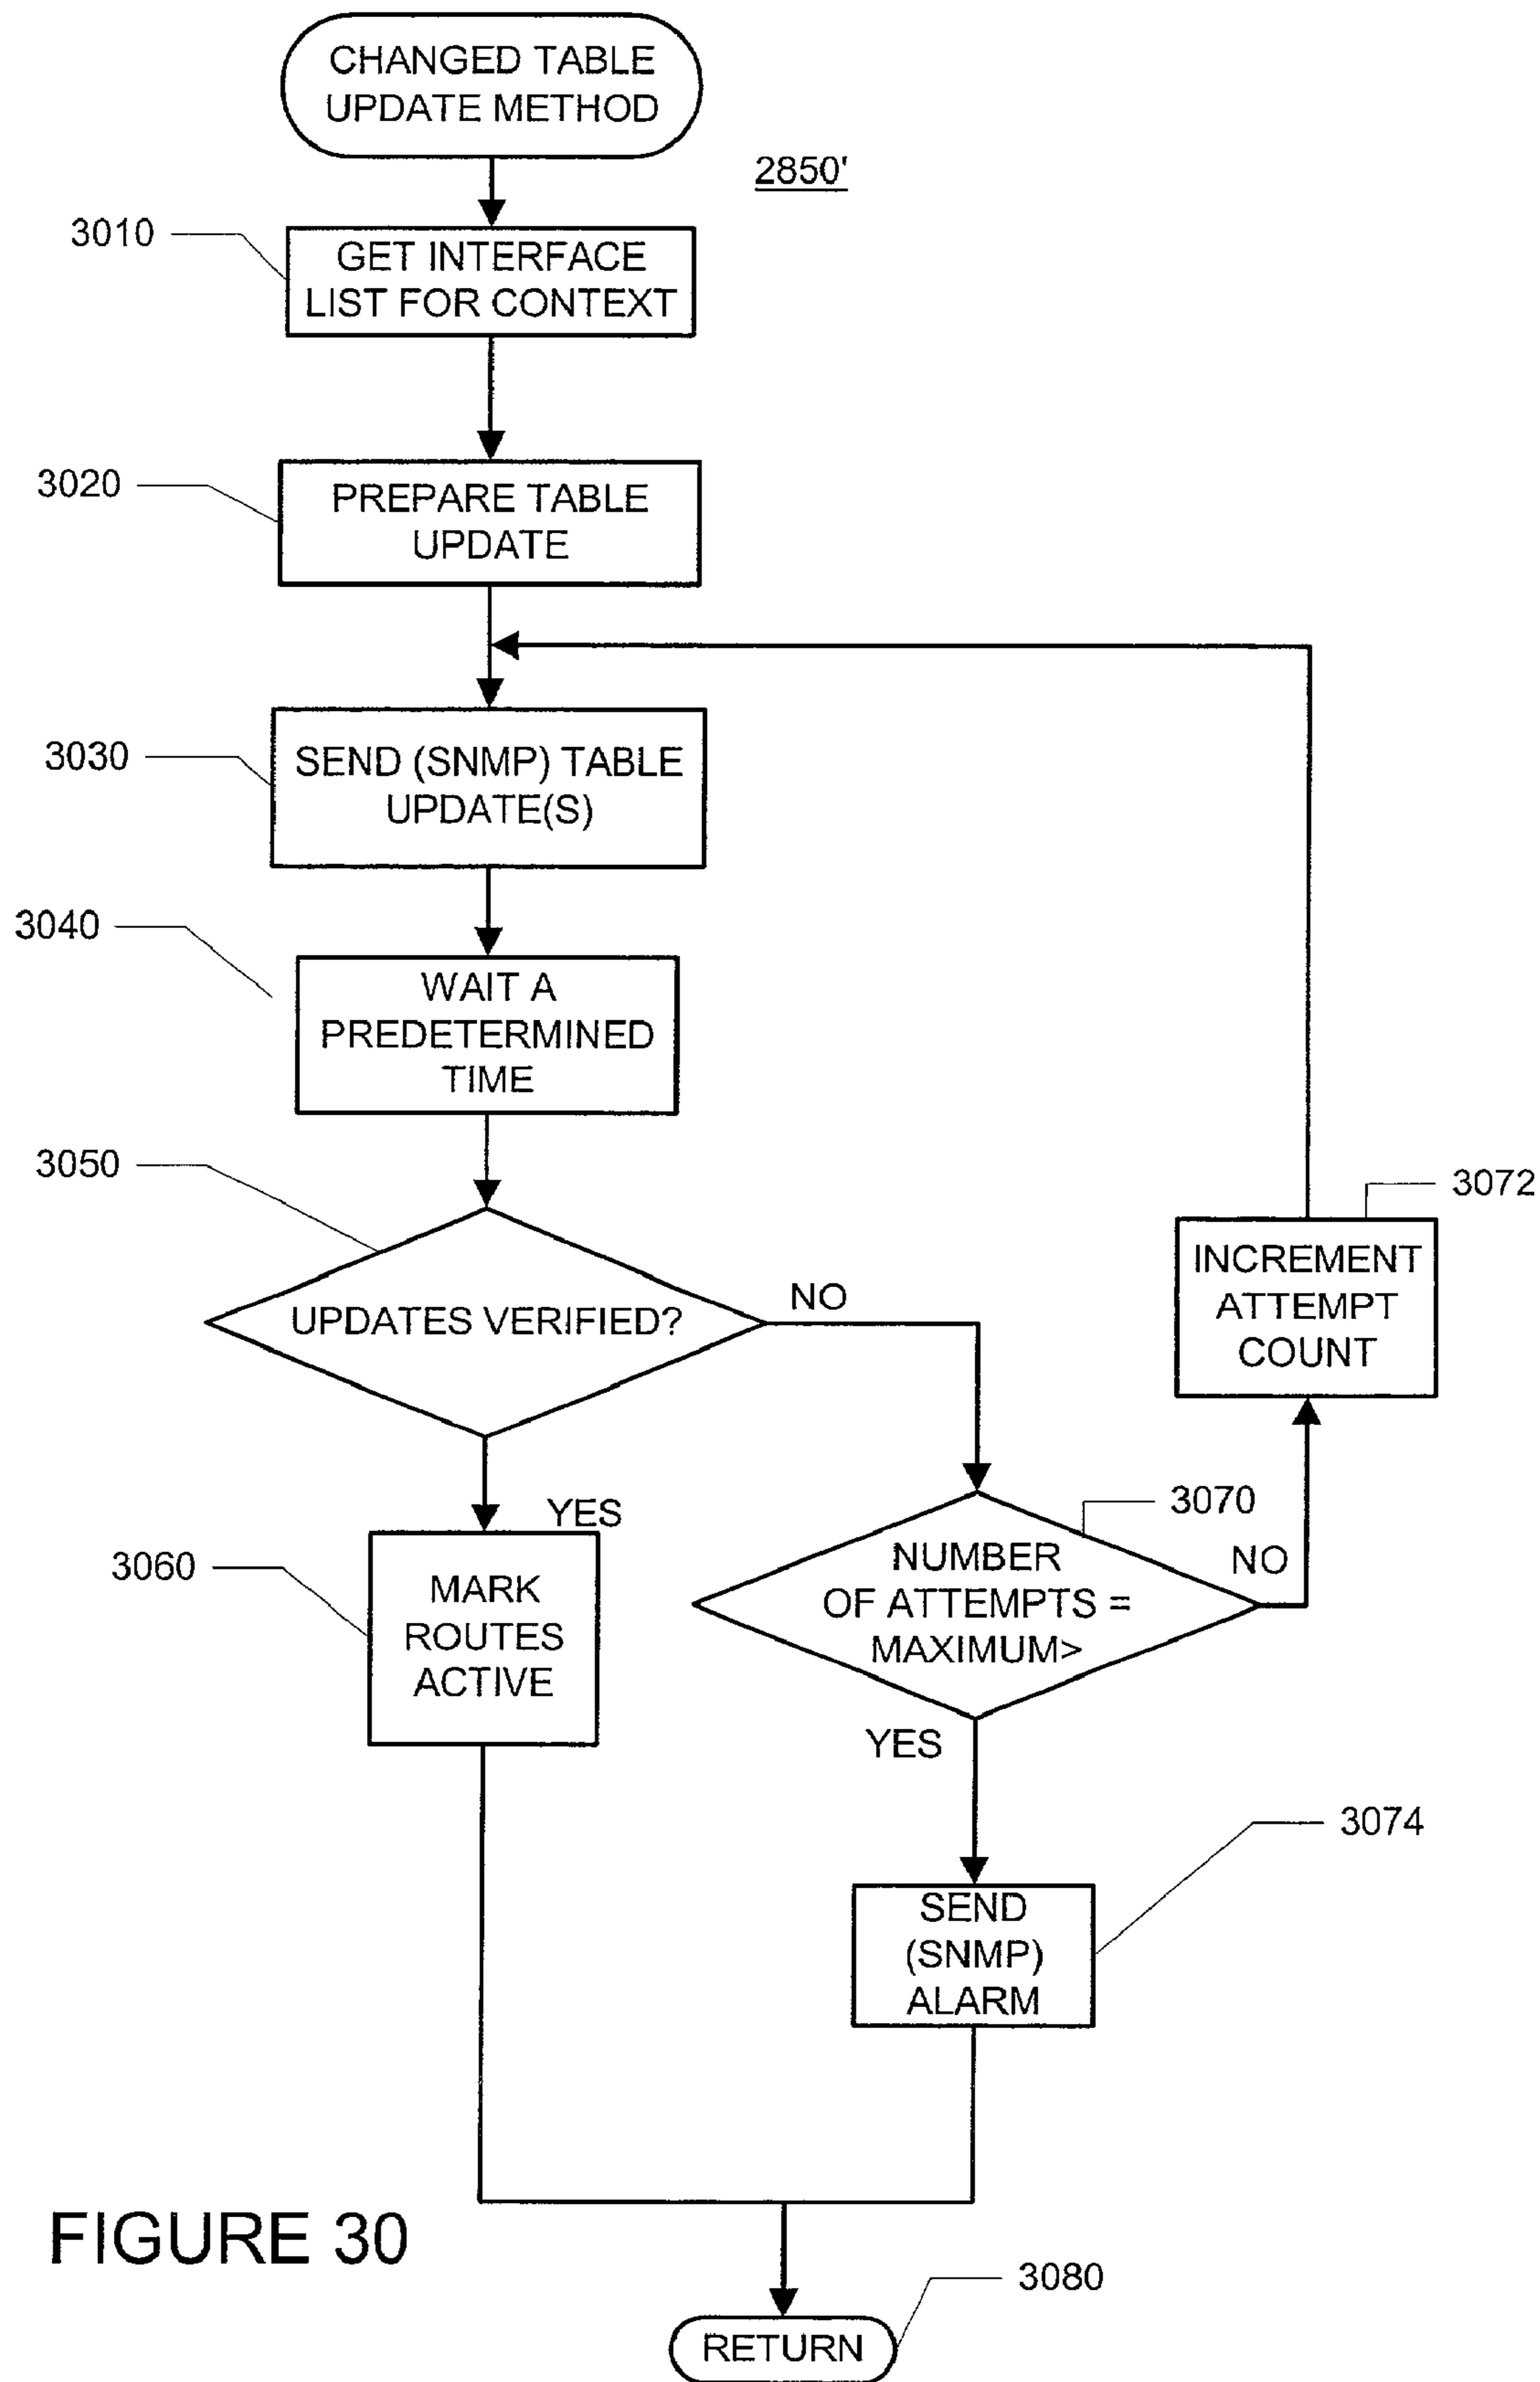 CHANGED TABLE
UPDATE METHOD
2850'
3010
GET INTERFACE
LIST FOR CONTEXT
3020
PREPARE TABLE
UPDATE
3030
SEND (SNMP) TABLE
UPDATE(S)
3040
WAIT A
PREDETERMINED
TIME
3050
UPDATES VERIFIED?
NO
3072
INCREMENT
ATTEMPT
COUNT
YES
3060
MARK
ROUTES
ACTIVE
3070
NUMBER
OF ATTEMPTS =
MAXIMUM>
NO
YES
3074
SEND
(SNMP)
ALARM
FIGURE 30
3080
RETURN